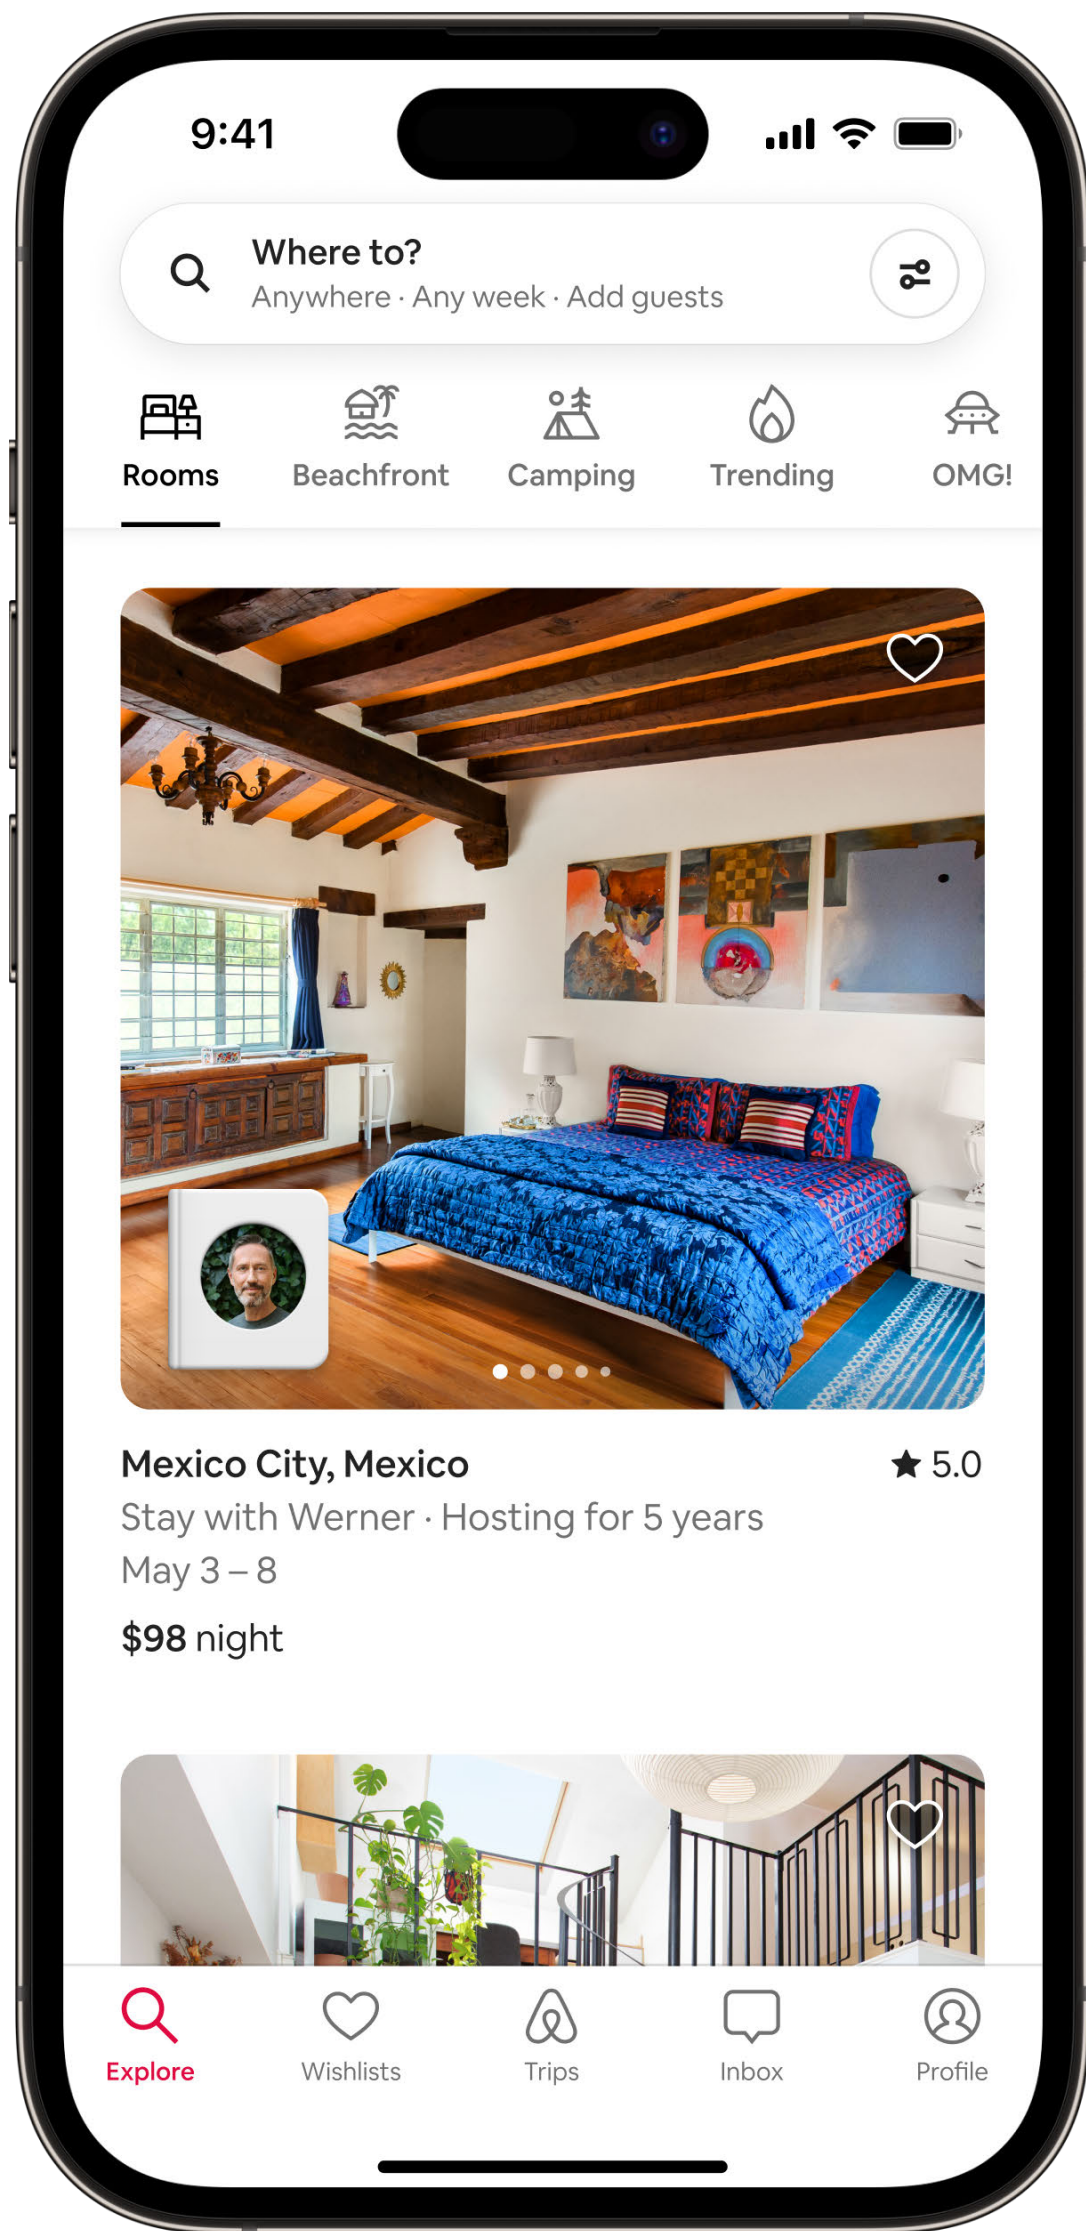 9:41
Where to?
Anywhere · Any week · Add guests
Rooms
Beachfront
Camping
Trending
OMG!
Mexico City, Mexico
★ 5.0
Stay with Werner · Hosting for 5 years
May 3 – 8
$98 night
Explore
Wishlists
Trips
Inbox
Profile